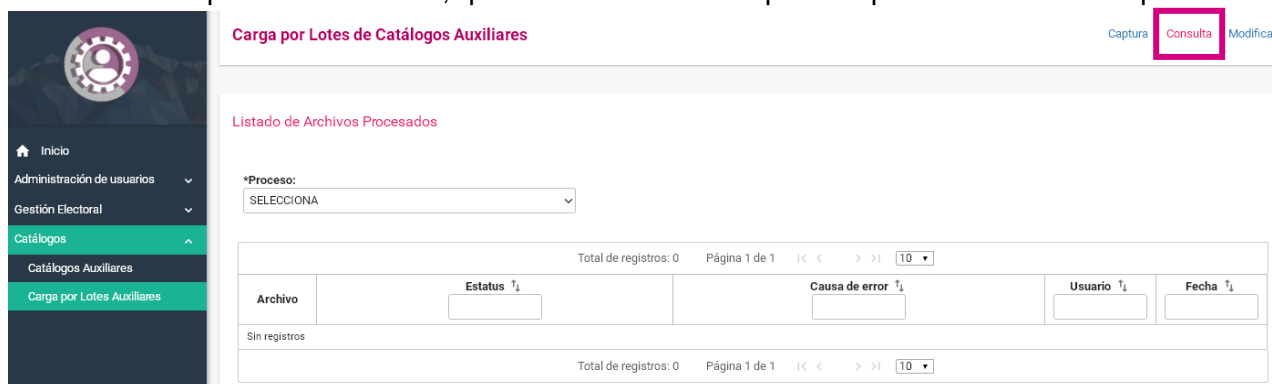 Carga por Lotes de Catálogos Auxiliares
Captura Consulta Modifica
Listado de Archivos Procesados
Inicio
Administración de usuarios
Gestión Electoral
Catálogos
Catálogos Auxiliares
Carga por Lotes Auxiliares
*Proceso:
SELECCIONA
Total de registros: 0 Página 1 de 1 |< < > >| 10
Archivo Estatus Causa de error Usuario Fecha
Sin registros
Total de registros: 0 Página 1 de 1 |< < > >| 10